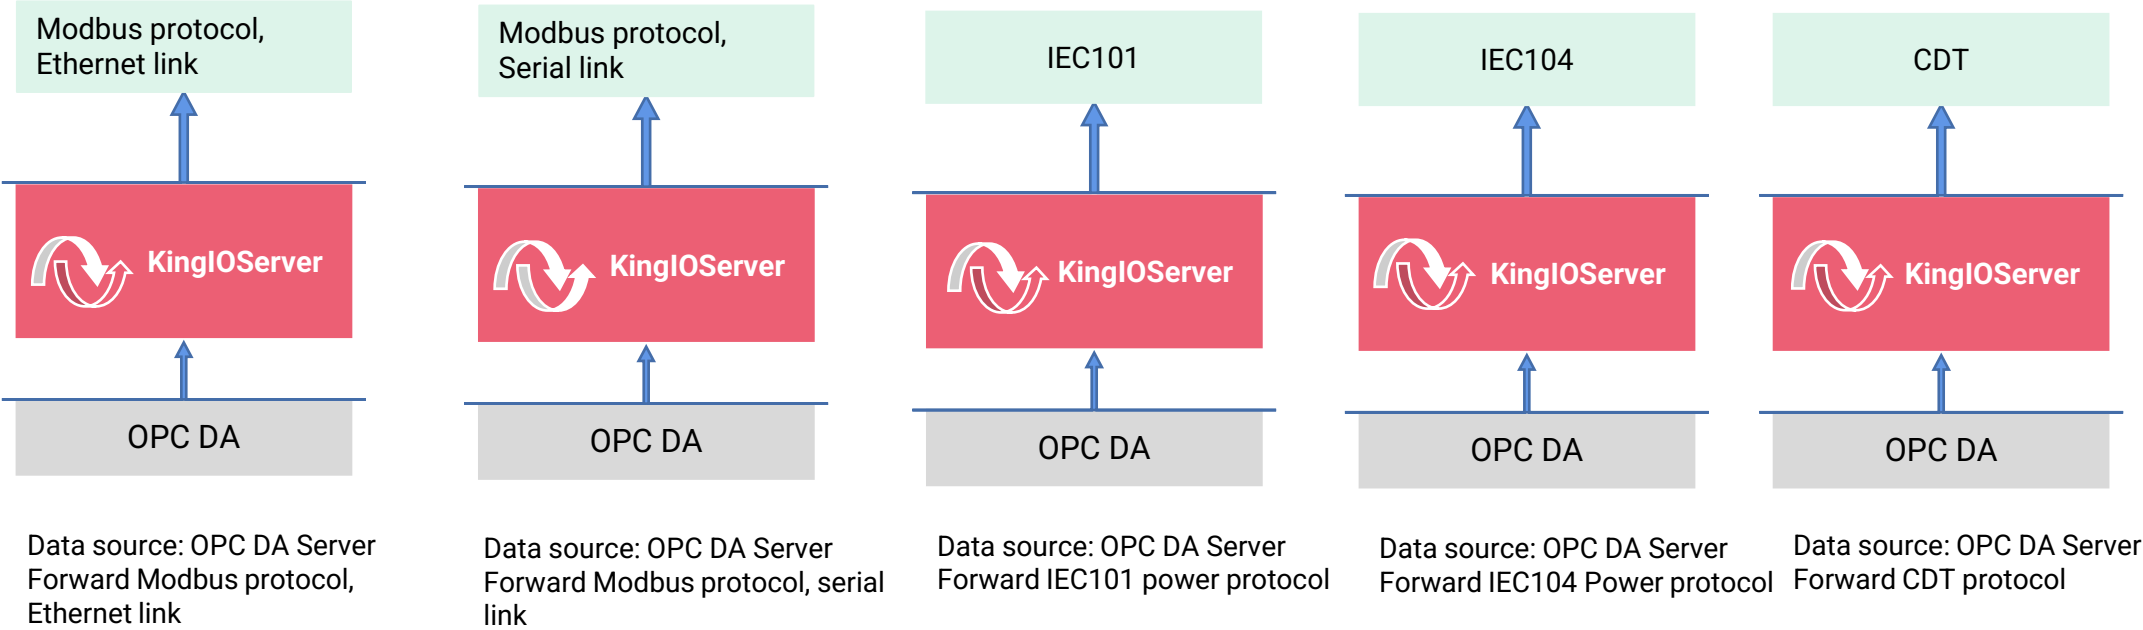 Modbus protocol,
Ethernet link
KingIOServer
OPC DA
Data source: OPC DA Server
Forward Modbus protocol,
Ethernet link
Modbus protocol,
Serial link
KingIOServer
OPC DA
Data source: OPC DA Server
Forward Modbus protocol, serial
link
IEC101
KingIOServer
OPC DA
Data source: OPC DA Server
Forward IEC101 power protocol
IEC104
KingIOServer
OPC DA
Data source: OPC DA Server
Forward IEC104 Power protocol
CDT
KingIOServer
OPC DA
Data source: OPC DA Server
Forward CDT protocol